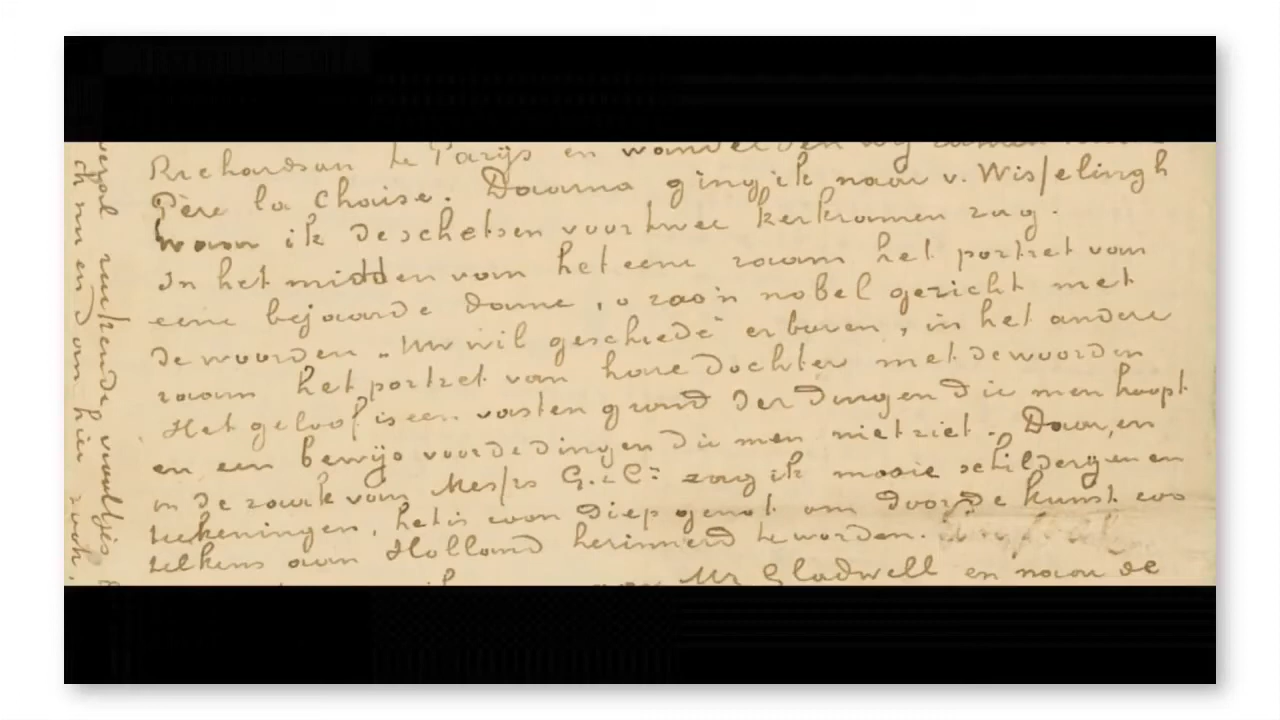 Richardson te Parijs en wandelden wij samen
Père la Chaise. Daarna ging ik naar v. Wisselingh
waar ik de schetsen voor twee kerkramen zag.
In het midden van het eene raam het portret van
eene bejaarde dame, o zoo'n nobel gezicht met
de woorden „Uw wil geschiede” er boven, in het andere
raam het portret van hare dochter met de woorden
Het geloof is een vasten grond der dingen die men hoopt
en een bewijs voor de dingen die men niet ziet. Daar, en
in de zaak van Messrs G. & Cie zag ik mooie schilderijen en
teekeningen, het is een diep genot om door de kunst zoo
telkens aan Holland herinnerd te worden.
Mr Gladwell en naar de